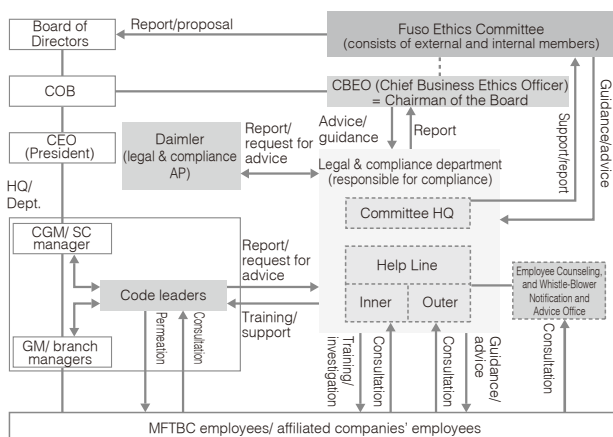 Board of
Directors
Report/proposal
Fuso Ethics Committee
(consists of external and internal members)
COB
CBEO (Chief Business Ethics Officer)
= Chairman of the Board
CEO
(President)
Daimler
(legal & compliance
AP)
Report/
request for
advice
Advice/
guidance
Report
Support/report
Guidance/advice
Legal & compliance department
(responsible for compliance)
Committee HQ
HQ/
Dept.
CGM/ SC
manager
Code leaders
GM/ branch
managers
Report/
request for
advice
Training/
support
Help Line
Inner
Outer
Employee Counseling,
and Whistle-Blower
Notification and
Advice Office
Permeation
Consultation
Training/
investigation
Consultation
Consultation
Guidance/
advice
Consultation
MFTBC employees/ affiliated companies' employees